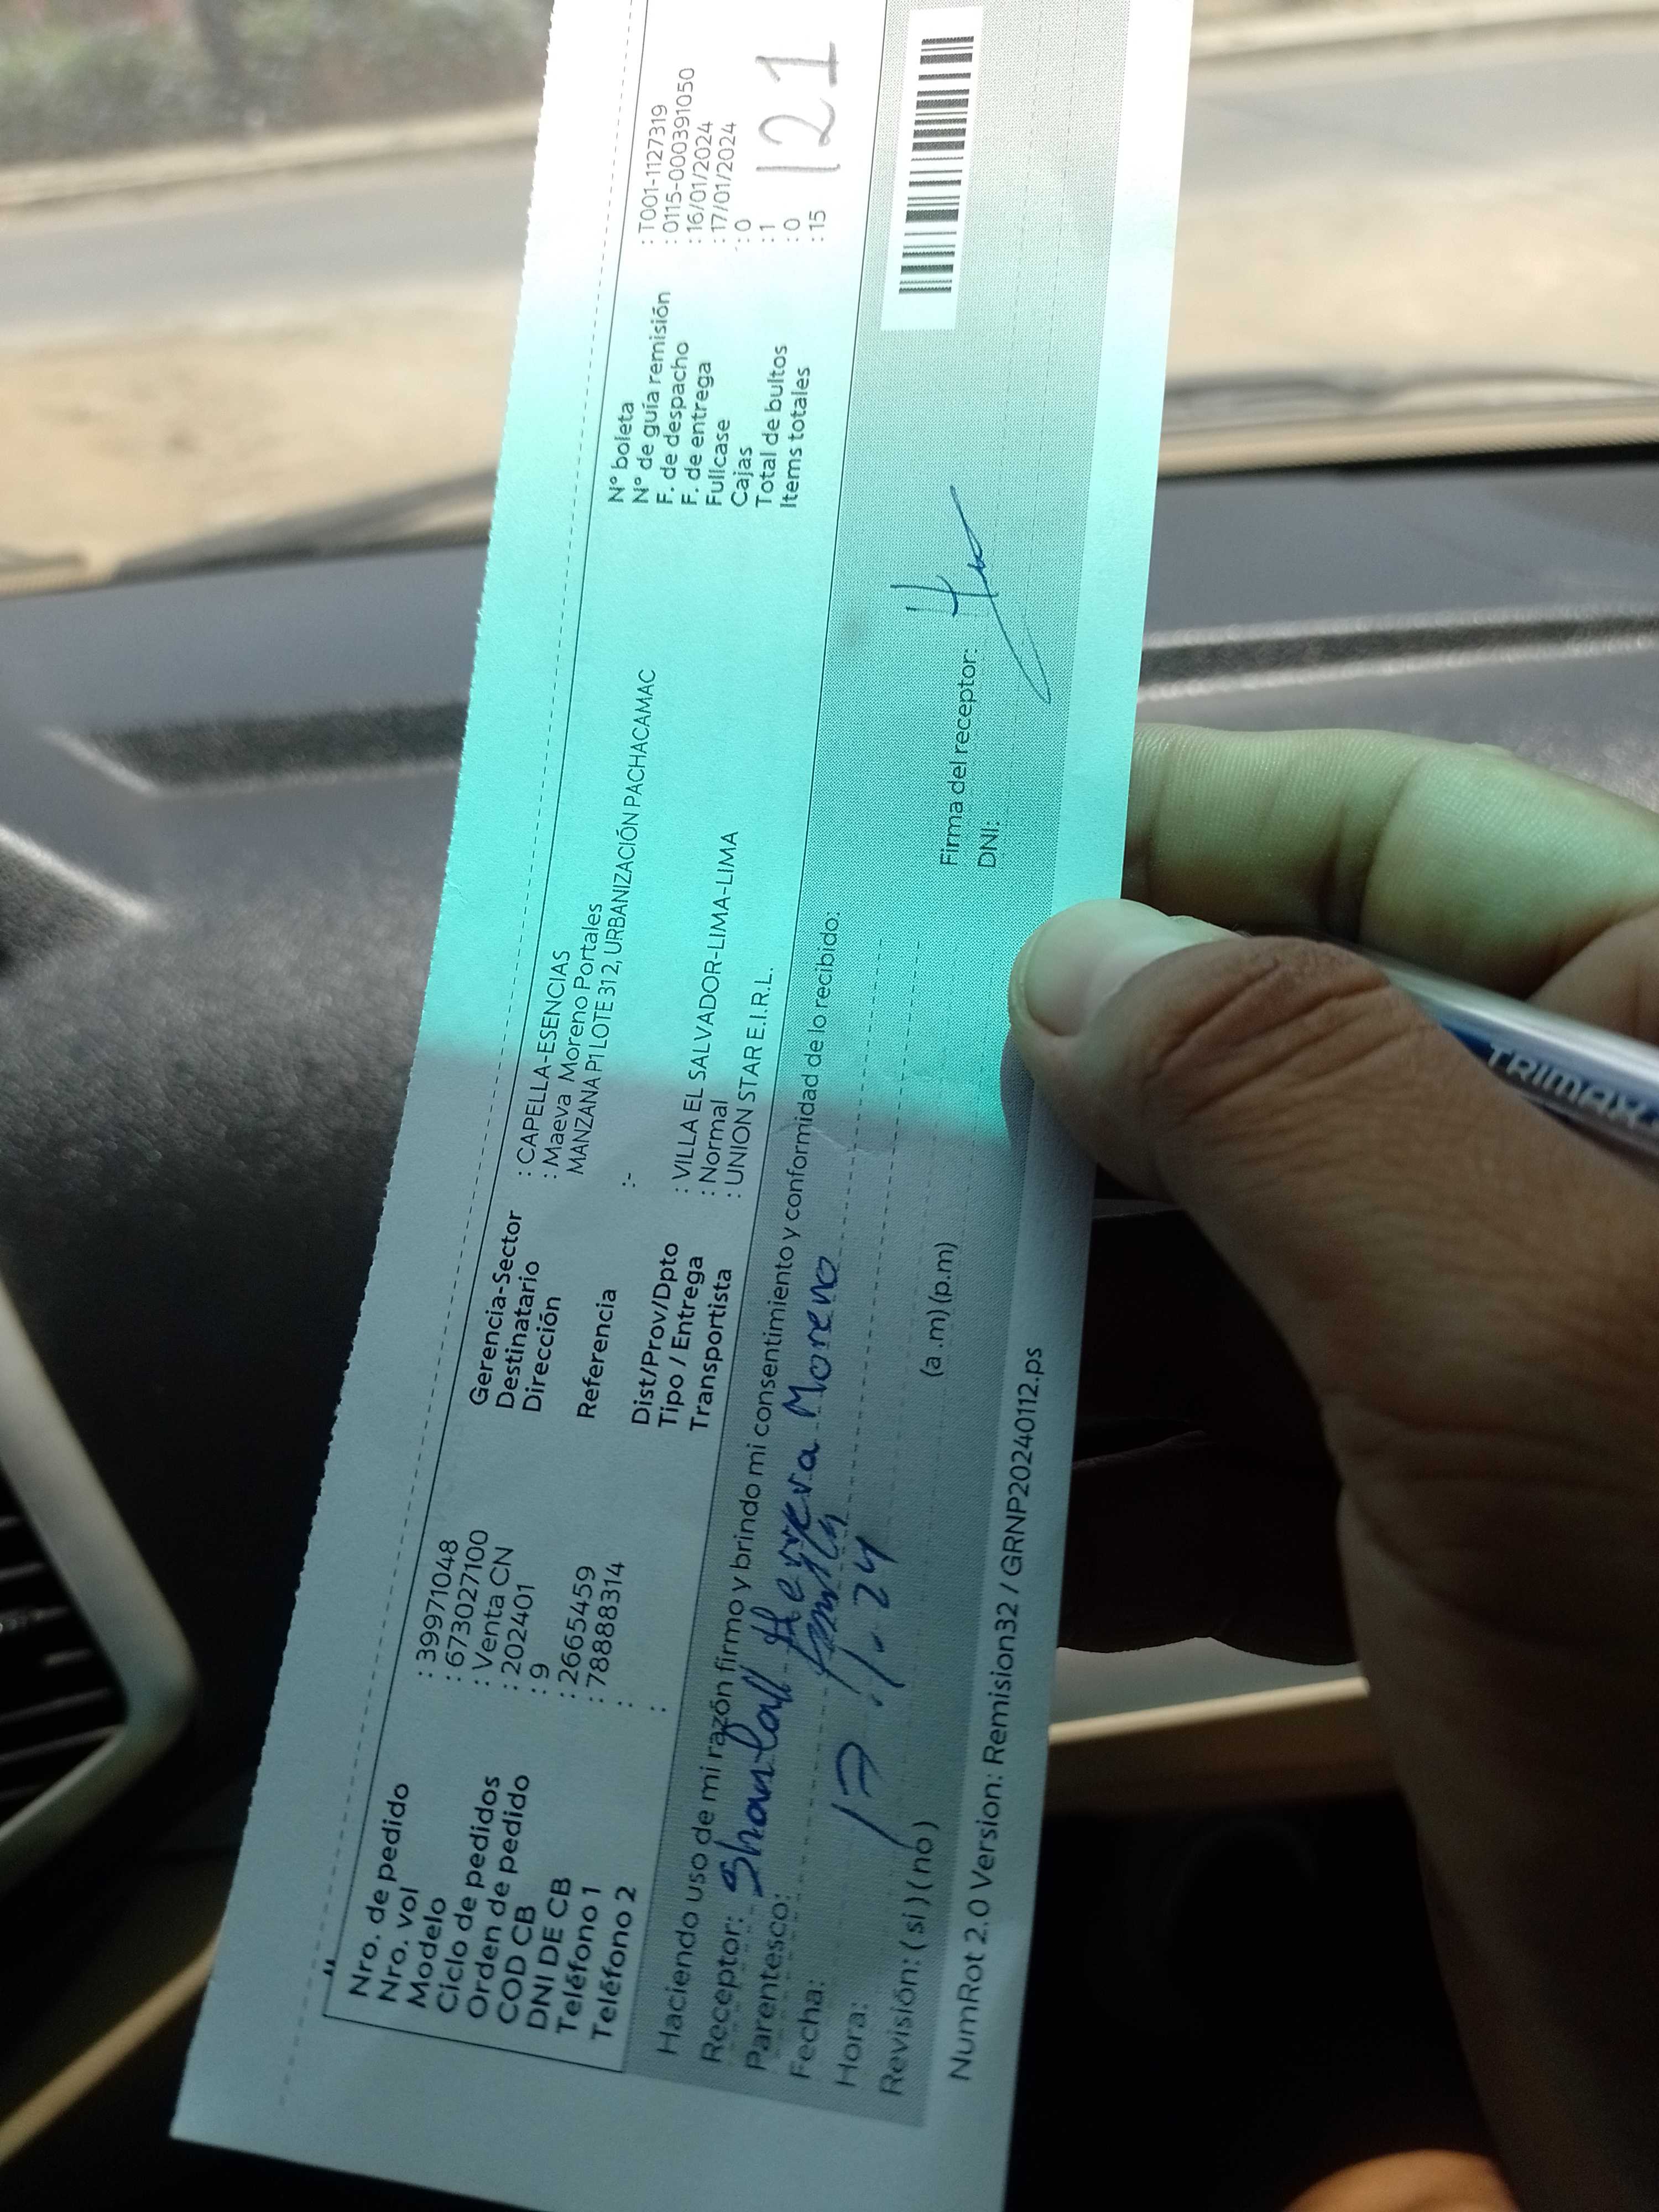 Nro. de pedido : 39971048
Nro. vol : 673027100
Modelo : Venta CN
Ciclo de pedidos : 202401
Orden de pedido : 9
COD CB : 2665459
DNI DE CB : 78888314
Teléfono 1 :
Teléfono 2 :
Gerencia-Sector : CAPELLA-ESENCIAS
Destinatario : Maeva Moreno Portales
Dirección MANZANA P1 LOTE 31 2, URBANIZACIÓN PACHACAMAC
Referencia :-
Dist/Prov/Dpto : VILLA EL SALVADOR-LIMA-LIMA
Tipo / Entrega : Normal
Transportista : UNION STAR E.I.R.L.
N° boleta : T001-1127319
N° de guía remisión : 0115-000391050
F. de despacho : 16/01/2024
F. de entrega : 17/01/2024
Fullcase : 0
Cajas : 1
Total de bultos : 0
Items totales : 15
121
Haciendo uso de mi razón firmo y brindo mi consentimiento y conformidad de lo recibido:
Receptor: Shantall Herrera Moreno
Parentesco:
Fecha: 17.1.24
Hora: (a.m) (p.m)
Revisión: ( si ) ( no )
Firma del receptor:
DNI:
NumRot 2.0 Version: Remision32 / GRNP20240112.ps
TRIMAX